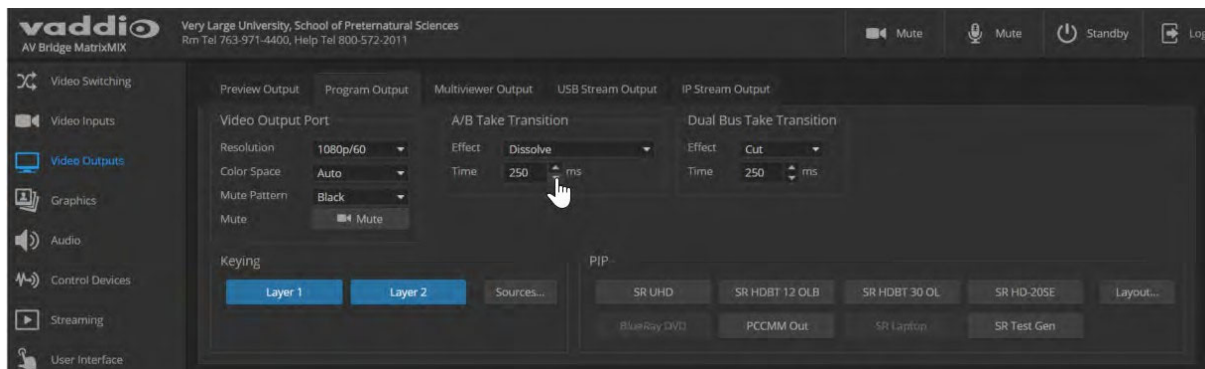 vaddio
AV Bridge MatrixMIX
Very Large University, School of Preternatural Sciences
Rm Tel 763-971-4400, Help Tel 800-572-2011
Mute
Mute
Standby
Log
Video Switching
Video Inputs
Video Outputs
Graphics
Audio
Control Devices
Streaming
User Interface
Preview Output Program Output Multiviewer Output USB Stream Output IP Stream Output
Video Output Port
Resolution 1080p/60
Color Space Auto
Mute Pattern Black
Mute Mute
A/B Take Transition
Effect Dissolve
Time 250 ms
Dual Bus Take Transition
Effect Cut
Time 250 ms
Keying
Layer 1 Layer 2 Sources...
PIP
SR UHD SR HDBT 12 OLB SR HDBT 30 OL SR HD-20SE Layout...
BlueRay DVD PCCMM Out SR Laptop SR Test Gen